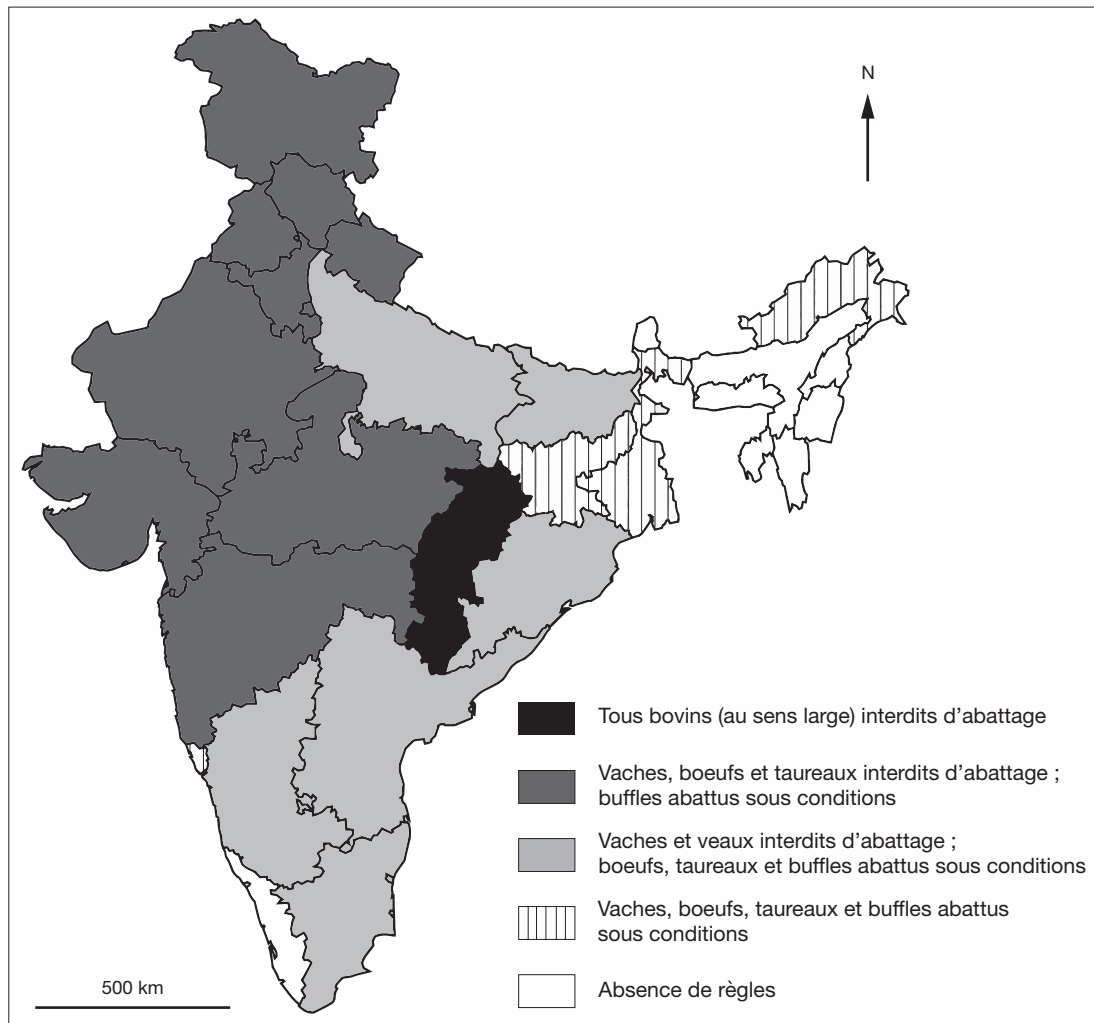 N
Tous bovins (au sens large) interdits d'abattage
Vaches, boeufs et taureaux interdits d'abattage ;
buffles abattus sous conditions
Vaches et veaux interdits d'abattage ;
boeufs, taureaux et buffles abattus sous conditions
Vaches, boeufs, taureaux et buffles abattus
sous conditions
Absence de règles
500 km